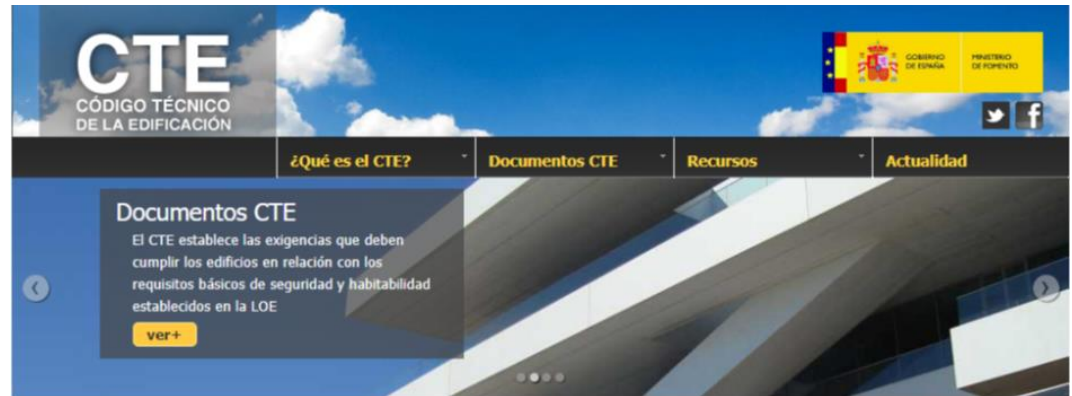 CTE
CÓDIGO TÉCNICO
DE LA EDIFICACIÓN
GOBIERNO
DE ESPAÑA
MINISTERIO
DE FOMENTO
¿Qué es el CTE?
Documentos CTE
Recursos
Actualidad
Documentos CTE
El CTE establece las exigencias que deben
cumplir los edificios en relación con los
requisitos básicos de seguridad y habitabilidad
establecidos en la LOE
ver+